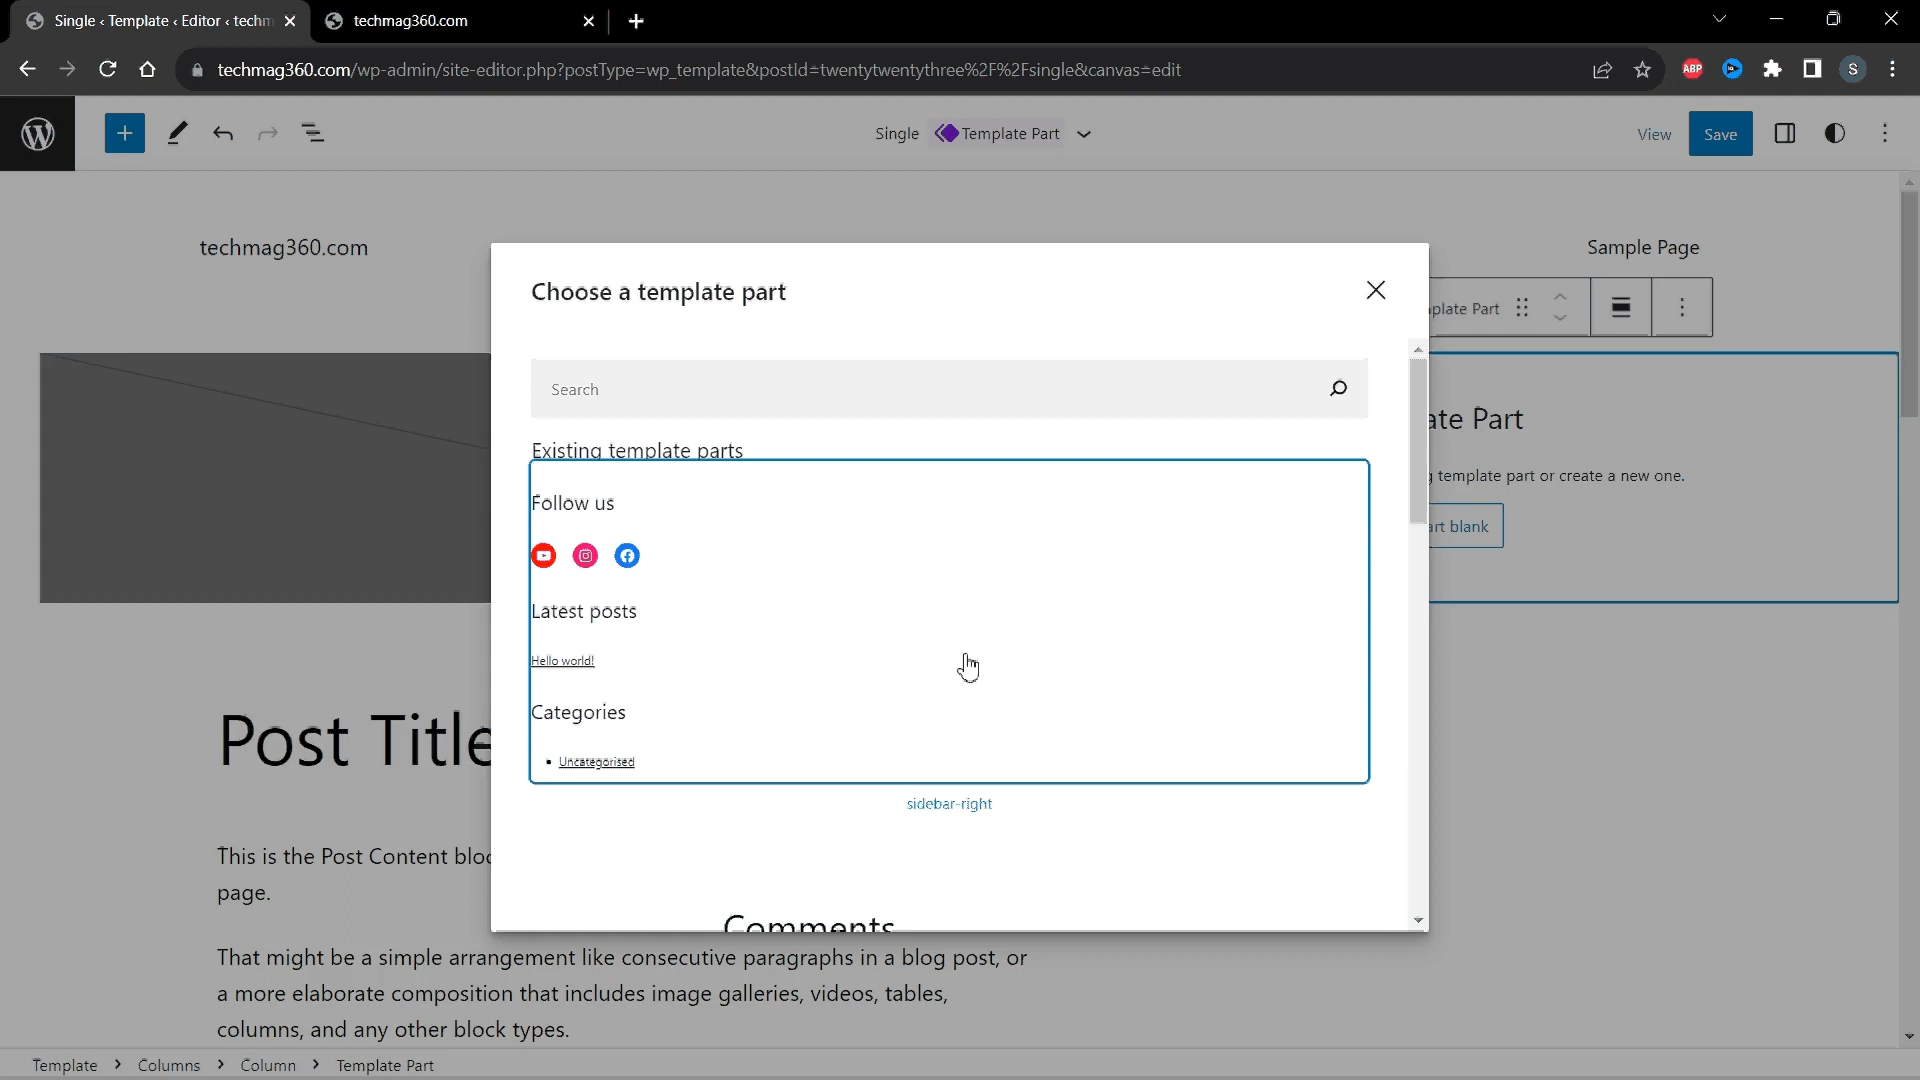 Single ‹ Template ‹ Editor ‹ techm
techmag360.com
techmag360.com/wp-admin/site-editor.php?postType=wp_template&postId=twentytwentythree%2F%2Fsingle&canvas=edit
ABP
S
Single
Template Part
View
Save
techmag360.com
Sample Page
Choose a template part
plate Part
Search
ate Part
Existing template parts
template part or create a new one.
Follow us
art blank
Latest posts
Hello world!
Categories
Uncategorised
sidebar-right
Post Title
This is the Post Content bloc
page.
Comments
That might be a simple arrangement like consecutive paragraphs in a blog post, or
a more elaborate composition that includes image galleries, videos, tables,
columns, and any other block types.
Template › Columns › Column › Template Part